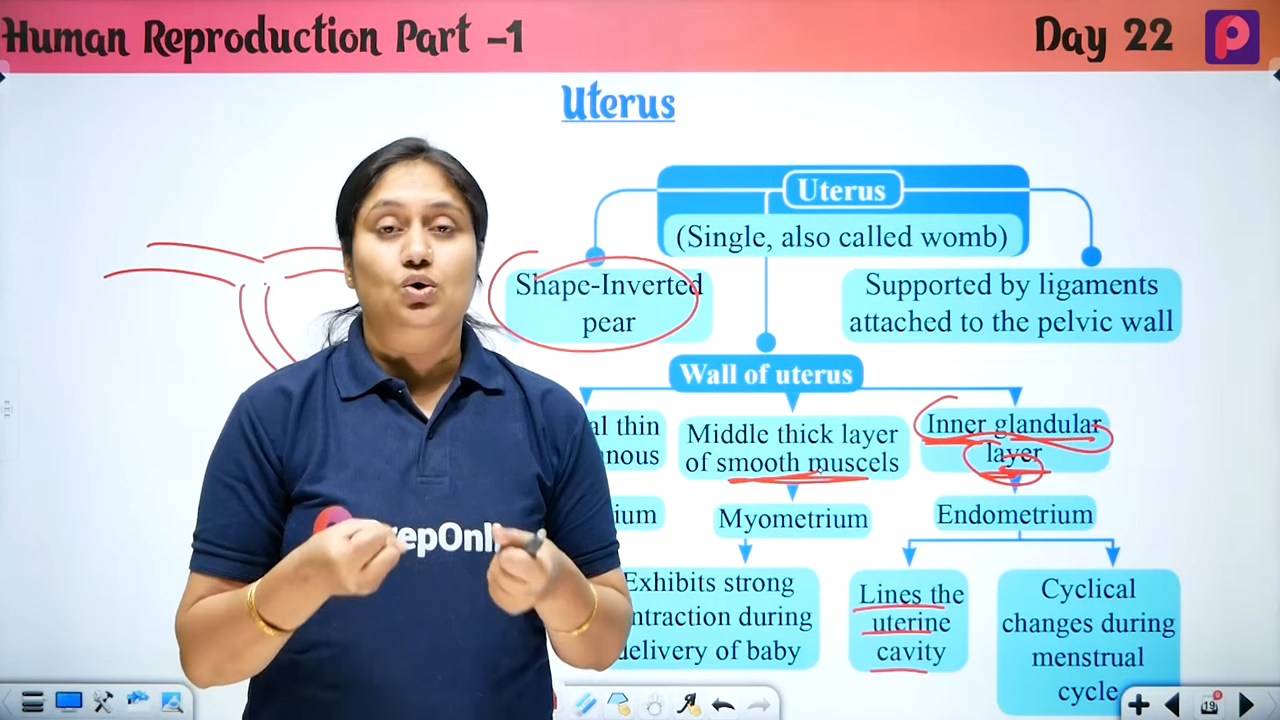 Human Reproduction Part -1
Day 22
Uterus
Uterus
(Single, also called womb)
Shape-Inverted
pear
Supported by ligaments
attached to the pelvic wall
Wall of uterus
thin
Middle thick layer
of smooth muscels
Inner glandular
layer
Myometrium
Endometrium
Exhibits strong
during
delivery of baby
Lines the
uterine
cavity
Cyclical
changes during
menstrual
cycle
19